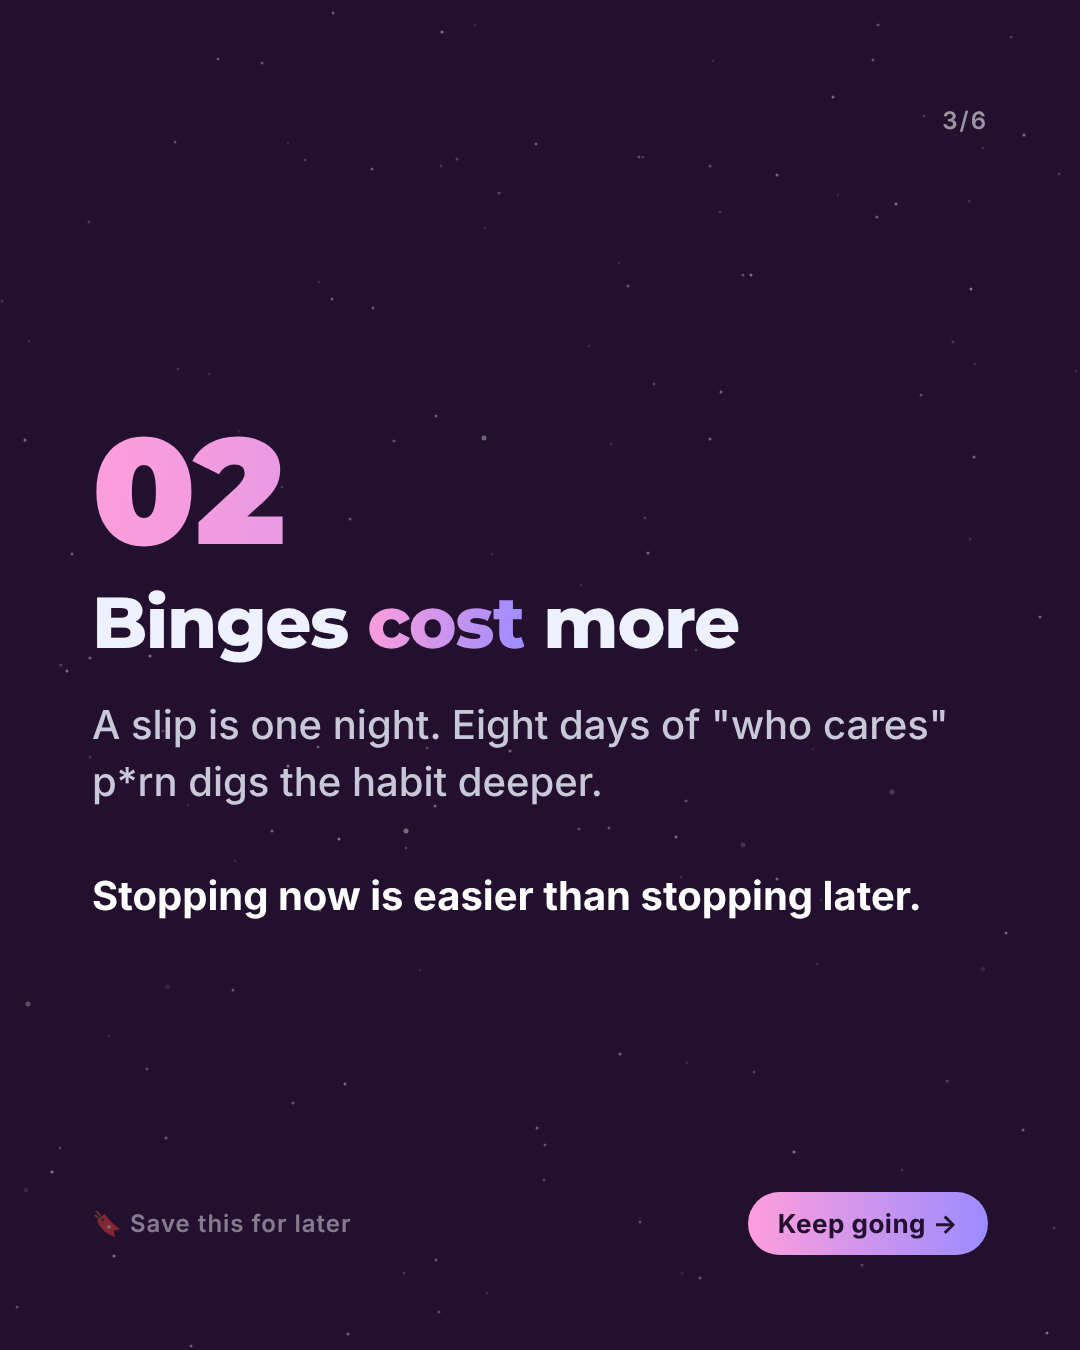 3/6
02
Binges cost more
A slip is one night. Eight days of "who cares"
p*rn digs the habit deeper.
Stopping now is easier than stopping later.
🔖 Save this for later
Keep going →